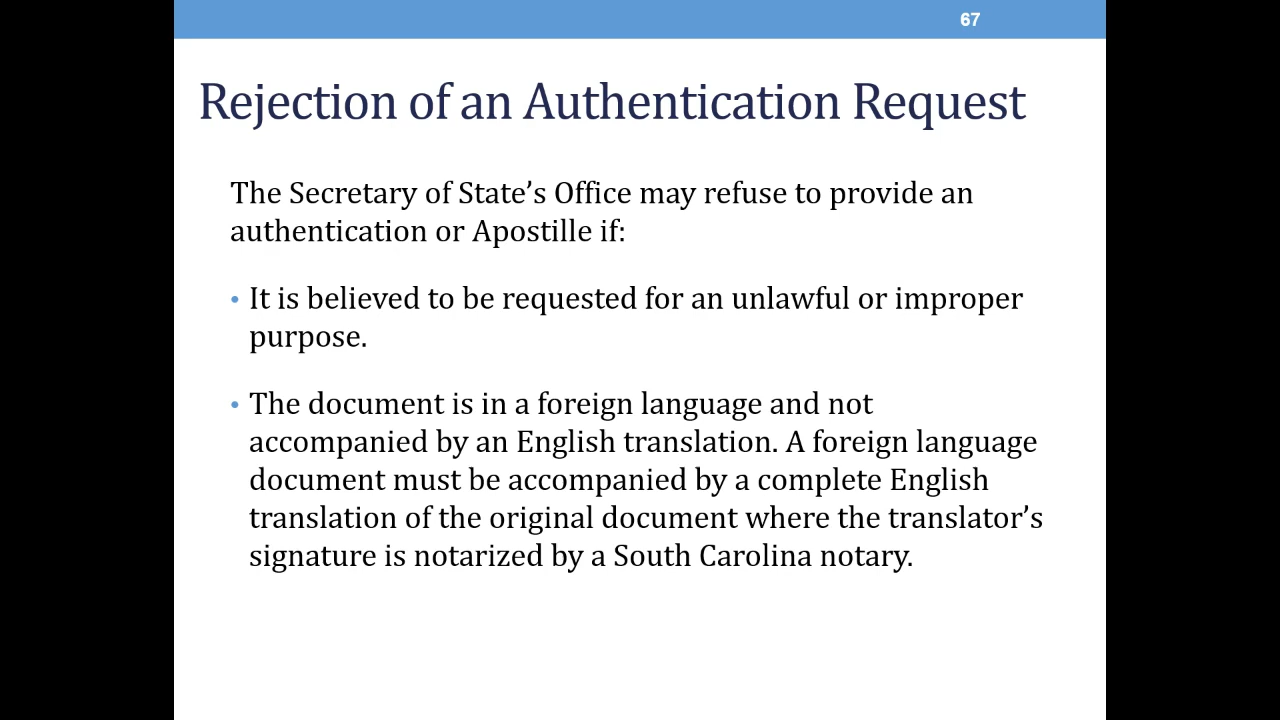 67
Rejection of an Authentication Request
The Secretary of State’s Office may refuse to provide an
authentication or Apostille if:
• It is believed to be requested for an unlawful or improper
purpose.
• The document is in a foreign language and not
accompanied by an English translation. A foreign language
document must be accompanied by a complete English
translation of the original document where the translator’s
signature is notarized by a South Carolina notary.